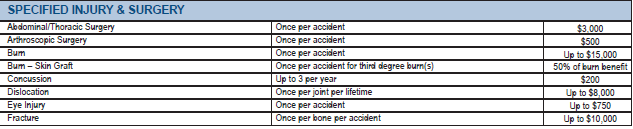 SPECIFIED INJURY & SURGERY
Abdominal/Thoracic Surgery Once per accident $3,000
Arthroscopic Surgery Once per accident $500
Burn Once per accident Up to $15,000
Burn – Skin Graft Once per accident for third degree burn(s) 50% of burn benefit
Concussion Up to 3 per year $200
Dislocation Once per joint per lifetime Up to $8,000
Eye Injury Once per accident Up to $750
Fracture Once per bone per accident Up to $10,000